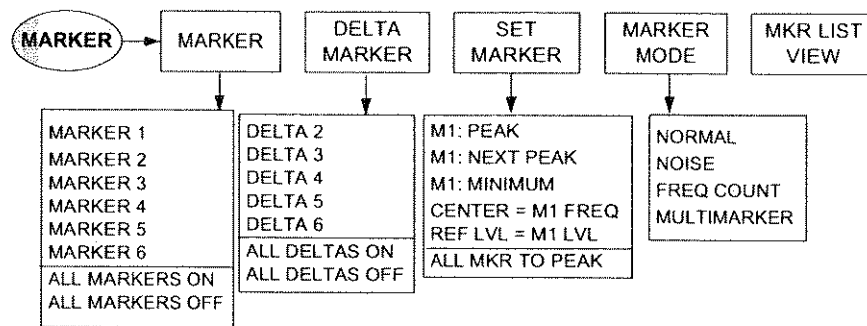 MARKER
MARKER
DELTA
MARKER
SET
MARKER
MARKER
MODE
MKR LIST
VIEW
MARKER 1
MARKER 2
MARKER 3
MARKER 4
MARKER 5
MARKER 6
ALL MARKERS ON
ALL MARKERS OFF
DELTA 2
DELTA 3
DELTA 4
DELTA 5
DELTA 6
ALL DELTAS ON
ALL DELTAS OFF
M1: PEAK
M1: NEXT PEAK
M1: MINIMUM
CENTER = M1 FREQ
REF LVL = M1 LVL
ALL MKR TO PEAK
NORMAL
NOISE
FREQ COUNT
MULTIMARKER